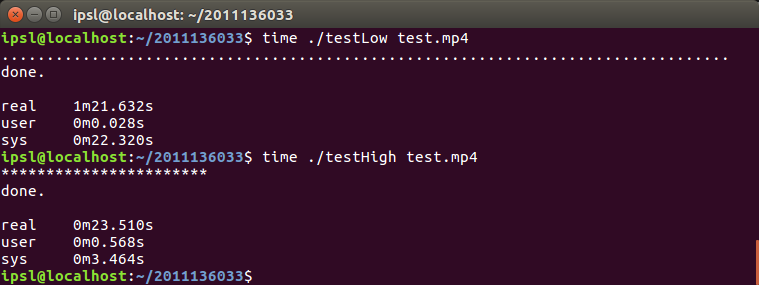 ipsl@localhost: ~/2011136033
ipsl@localhost:~/2011136033$ time ./testLow test.mp4
.................................................................................
done.
real 1m21.632s
user 0m0.028s
sys 0m22.320s
ipsl@localhost:~/2011136033$ time ./testHigh test.mp4
***********************
done.
real 0m23.510s
user 0m0.568s
sys 0m3.464s
ipsl@localhost:~/2011136033$